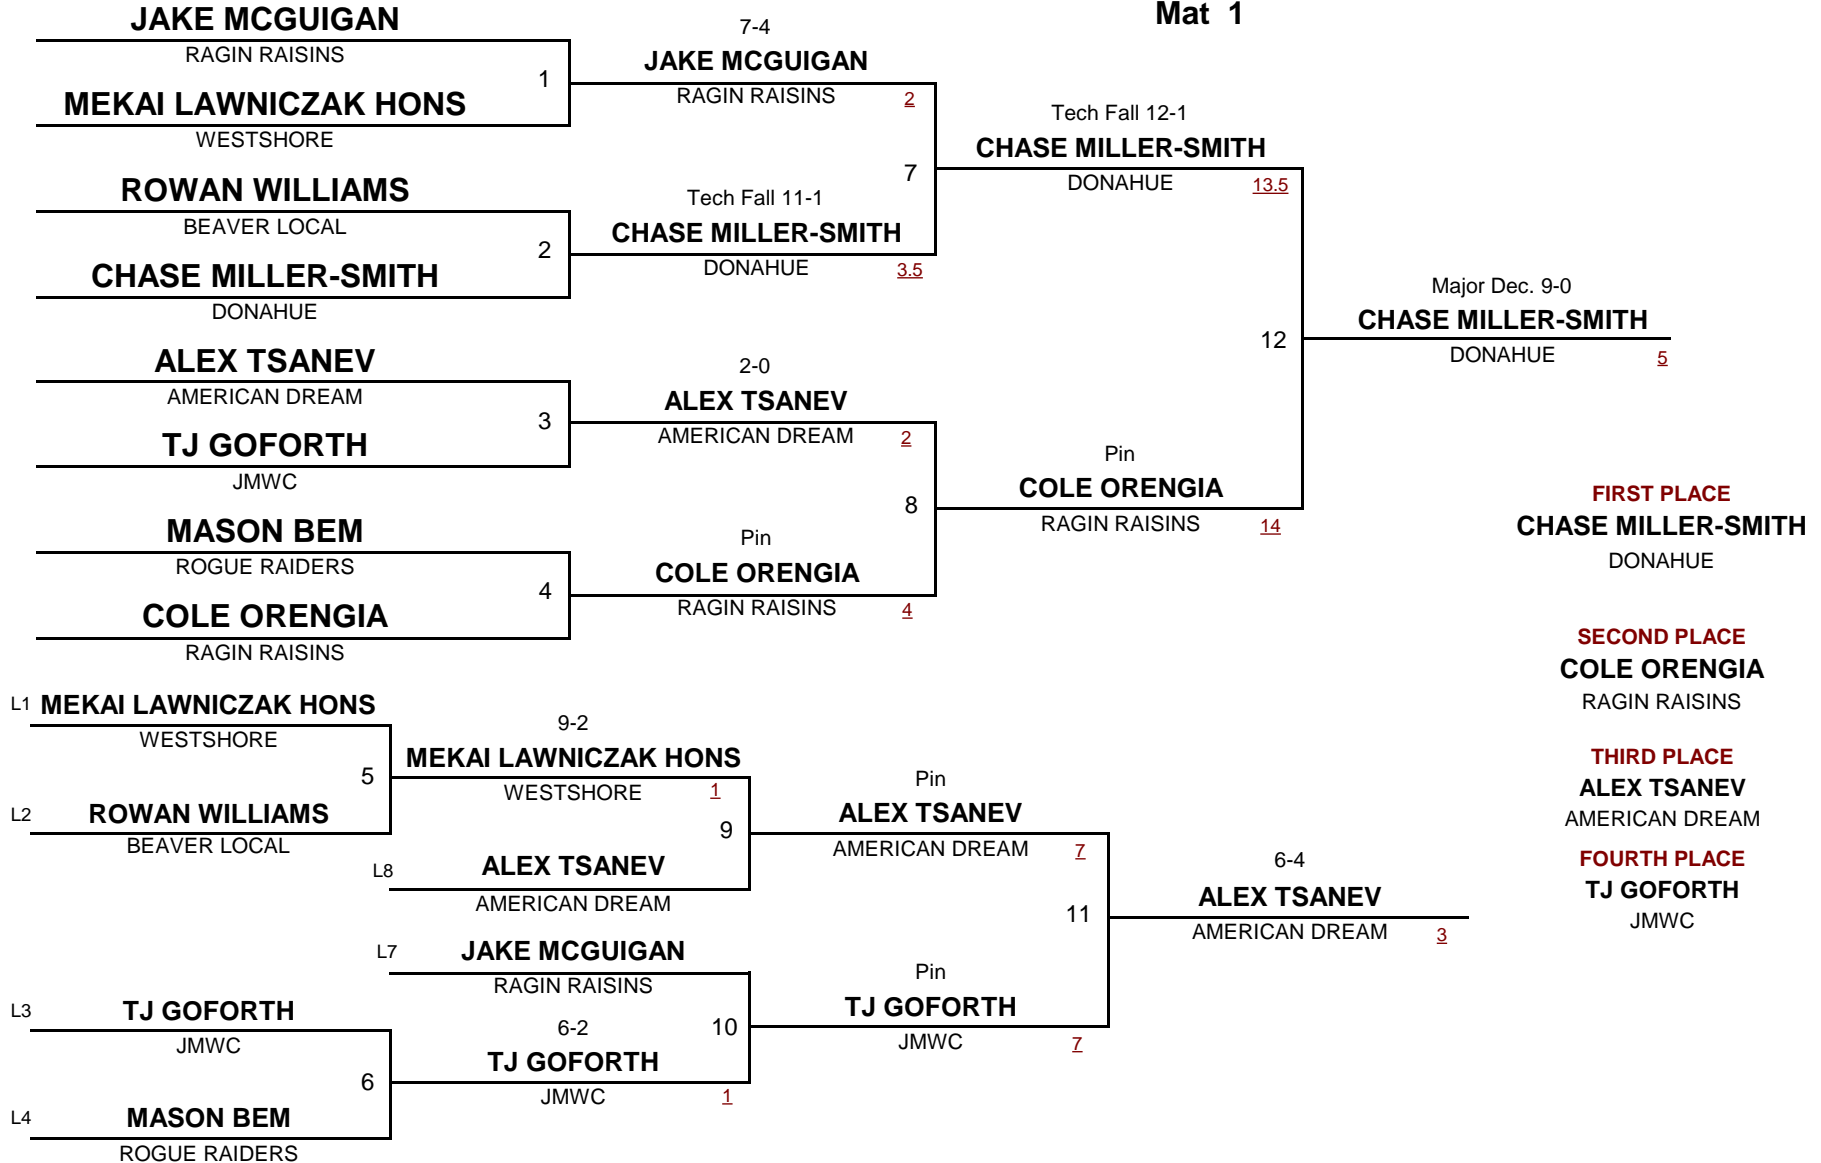 Mat 1
JAKE MCGUIGAN
RAGIN RAISINS
1
MEKAI LAWNICZAK HONS
WESTSHORE
ROWAN WILLIAMS
BEAVER LOCAL
2
CHASE MILLER-SMITH
DONAHUE
ALEX TSANEV
AMERICAN DREAM
3
TJ GOFORTH
JMWC
MASON BEM
ROGUE RAIDERS
4
COLE ORENGIA
RAGIN RAISINS
7-4
JAKE MCGUIGAN
RAGIN RAISINS 2
7
Tech Fall 11-1
CHASE MILLER-SMITH
DONAHUE 3.5
2-0
ALEX TSANEV
AMERICAN DREAM 2
8
Pin
COLE ORENGIA
RAGIN RAISINS 4
Tech Fall 12-1
CHASE MILLER-SMITH
DONAHUE 13.5
12
Pin
COLE ORENGIA
RAGIN RAISINS 14
Major Dec. 9-0
CHASE MILLER-SMITH
DONAHUE 5
FIRST PLACE
CHASE MILLER-SMITH
DONAHUE
SECOND PLACE
COLE ORENGIA
RAGIN RAISINS
THIRD PLACE
ALEX TSANEV
AMERICAN DREAM
FOURTH PLACE
TJ GOFORTH
JMWC
L1 MEKAI LAWNICZAK HONS
WESTSHORE
5
L2 ROWAN WILLIAMS
BEAVER LOCAL
9-2
MEKAI LAWNICZAK HONS
WESTSHORE 1
9
L8 ALEX TSANEV
AMERICAN DREAM
L7 JAKE MCGUIGAN
RAGIN RAISINS
10
L3 TJ GOFORTH
JMWC
6
L4 MASON BEM
ROGUE RAIDERS
6-2
TJ GOFORTH
JMWC 1
Pin
ALEX TSANEV
AMERICAN DREAM 7
11
Pin
TJ GOFORTH
JMWC 7
6-4
ALEX TSANEV
AMERICAN DREAM 3